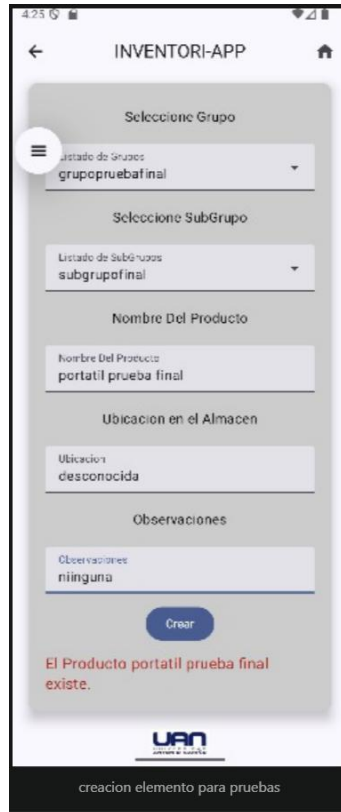 4:25
INVENTORI-APP
Seleccione Grupo
Listado de Grupos
grupopruebafinal
Seleccione SubGrupo
Listado de SubGrupos
subgrupofinal
Nombre Del Producto
Nombre Del Producto
portatil prueba final
Ubicacion en el Almacen
Ubicacion
desconocida
Observaciones
Observaciones
niinguna
Crear
El Producto portatil prueba final
existe.
UAN
creacion elemento para pruebas